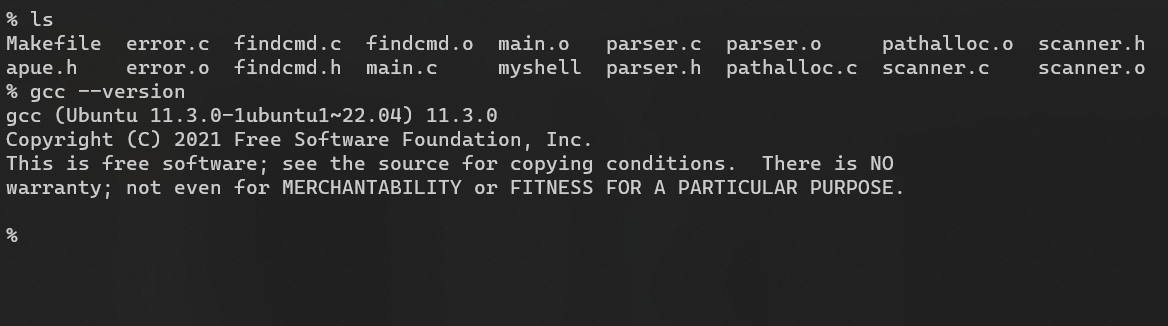 % ls
Makefile  error.c  findcmd.c  findcmd.o  main.o   parser.c  parser.o     pathalloc.o  scanner.h
apue.h    error.o  findcmd.h  main.c     myshell  parser.h  pathalloc.c  scanner.c    scanner.o
% gcc --version
gcc (Ubuntu 11.3.0-1ubuntu1~22.04) 11.3.0
Copyright (C) 2021 Free Software Foundation, Inc.
This is free software; see the source for copying conditions.  There is NO
warranty; not even for MERCHANTABILITY or FITNESS FOR A PARTICULAR PURPOSE.

%